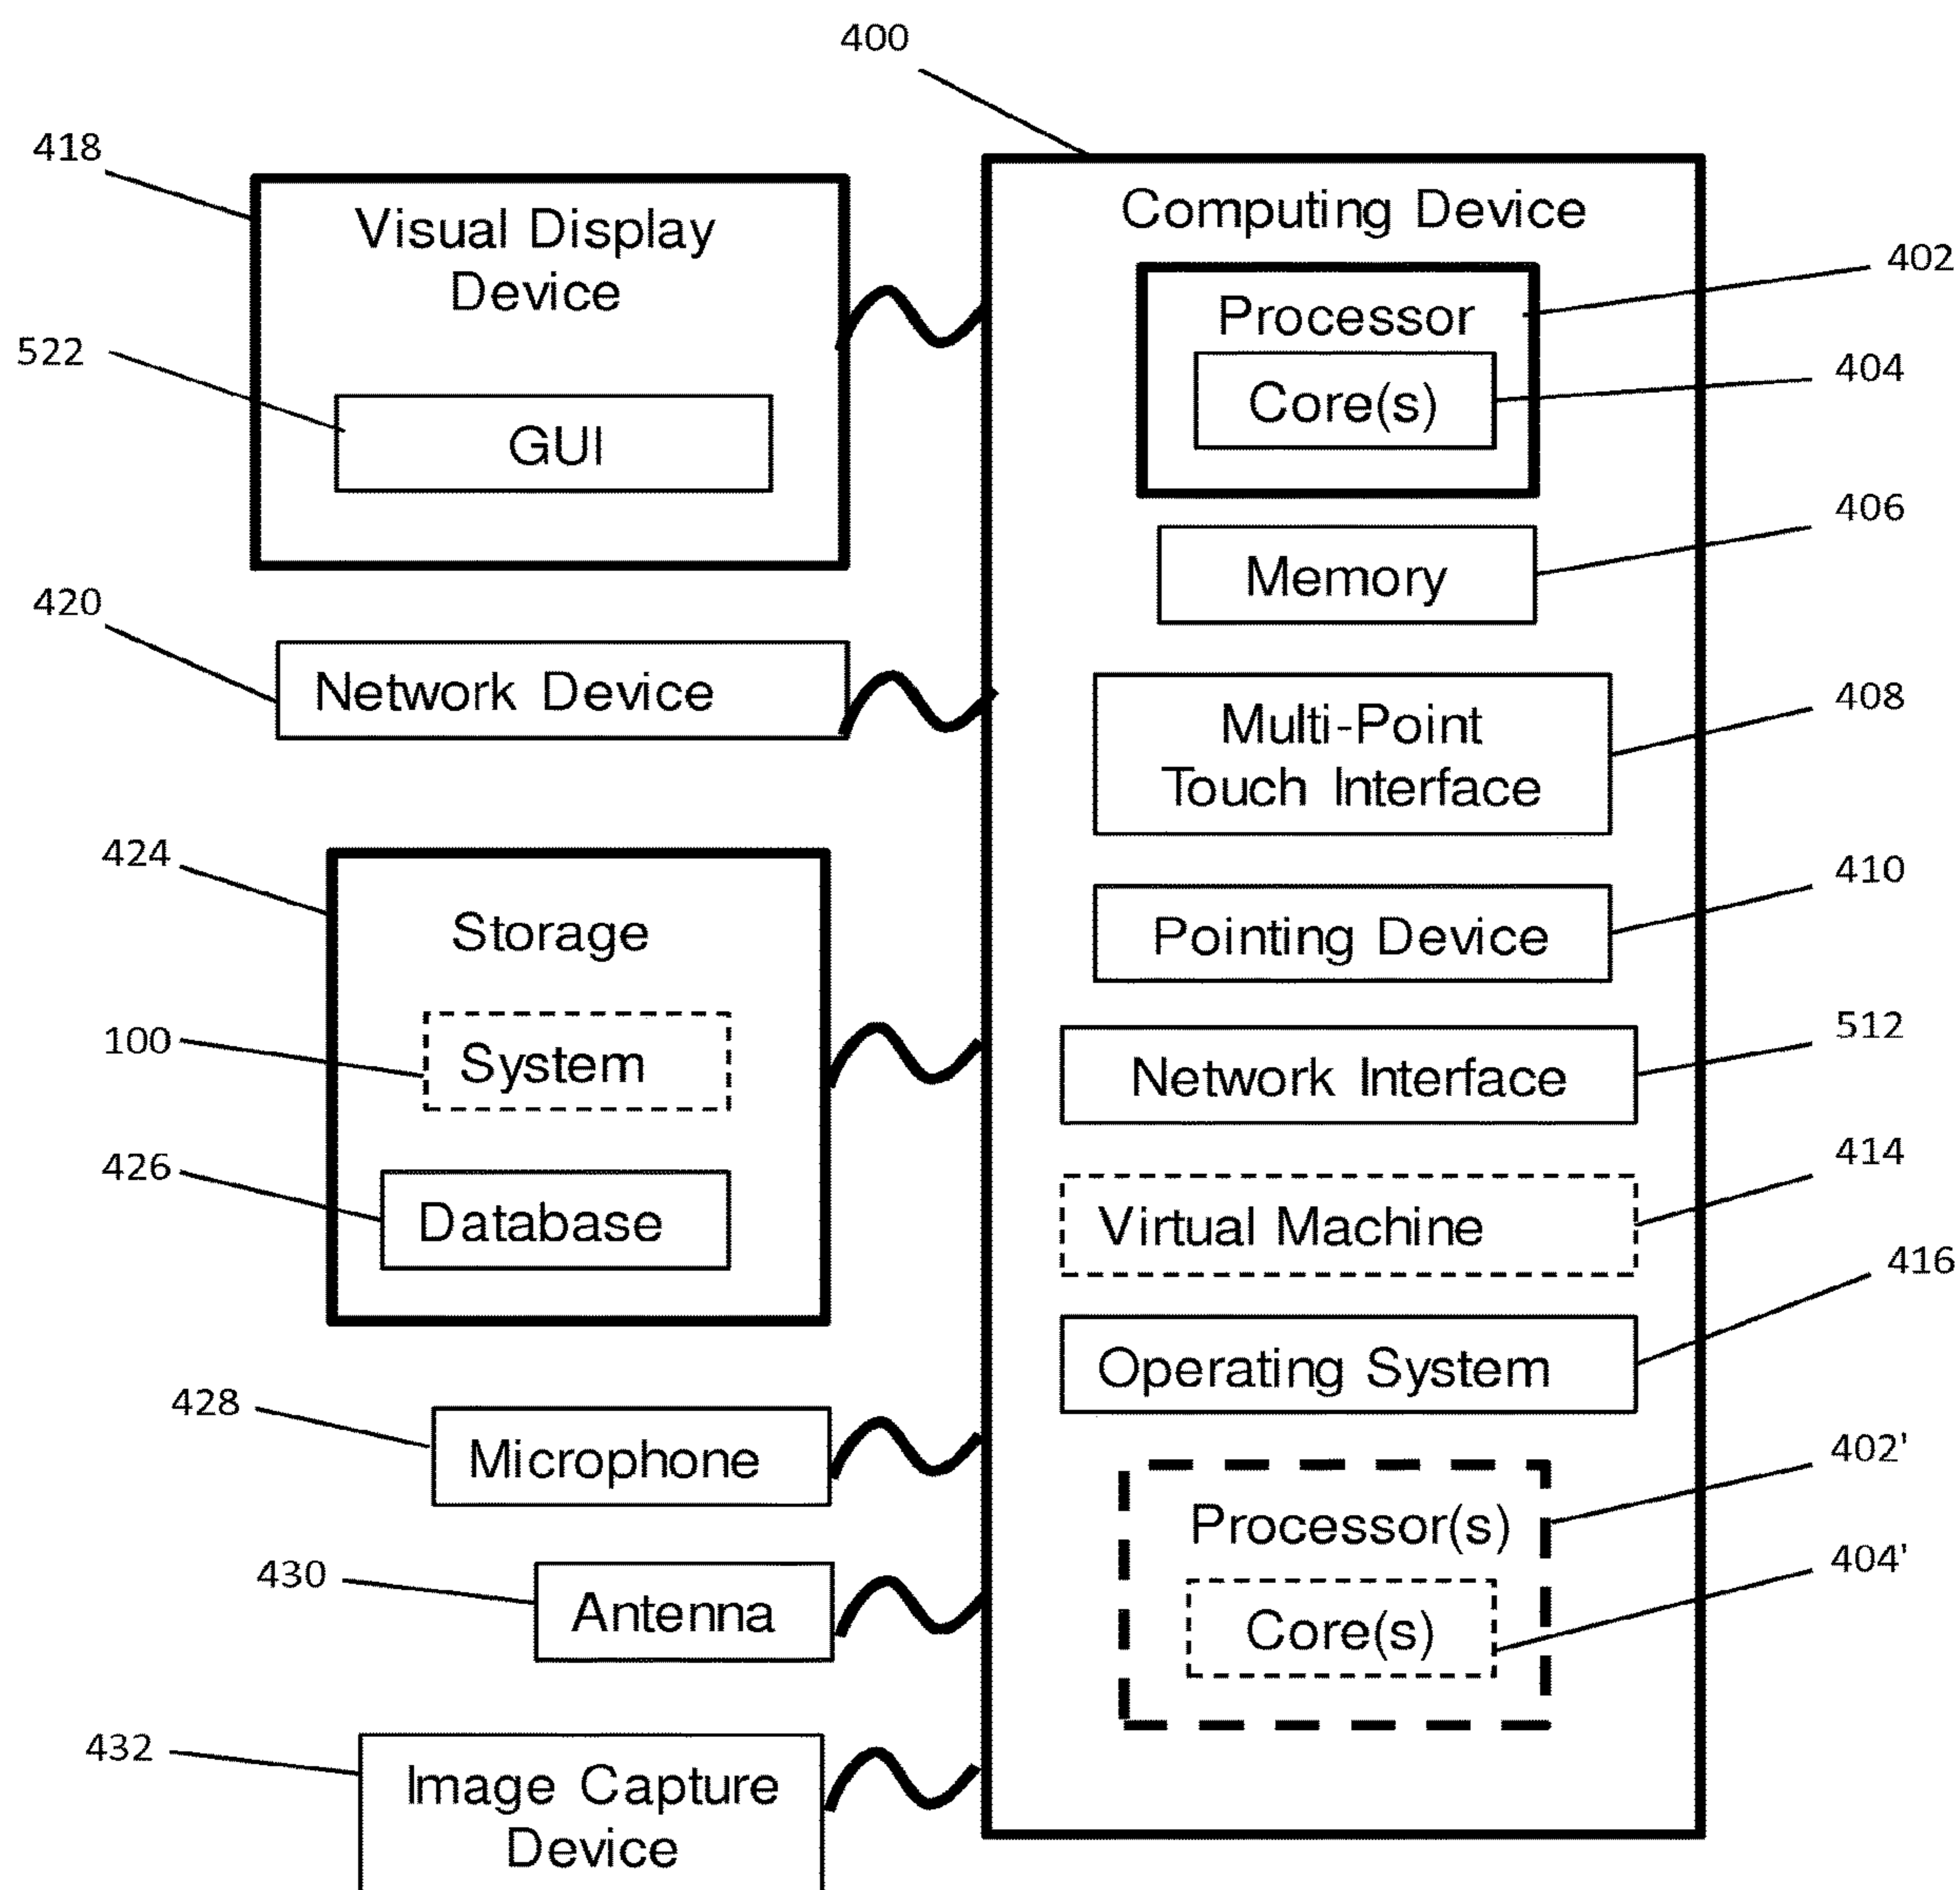 400
418
Visual Display
Device
522
GUI
420
Network Device
424
Storage
100
System
426
Database
428
Microphone
430
Antenna
432
Image Capture
Device
Computing Device
402
Processor
404
Core(s)
406
Memory
408
Multi-Point
Touch Interface
410
Pointing Device
512
Network Interface
414
Virtual Machine
416
Operating System
402'
Processor(s)
404'
Core(s)